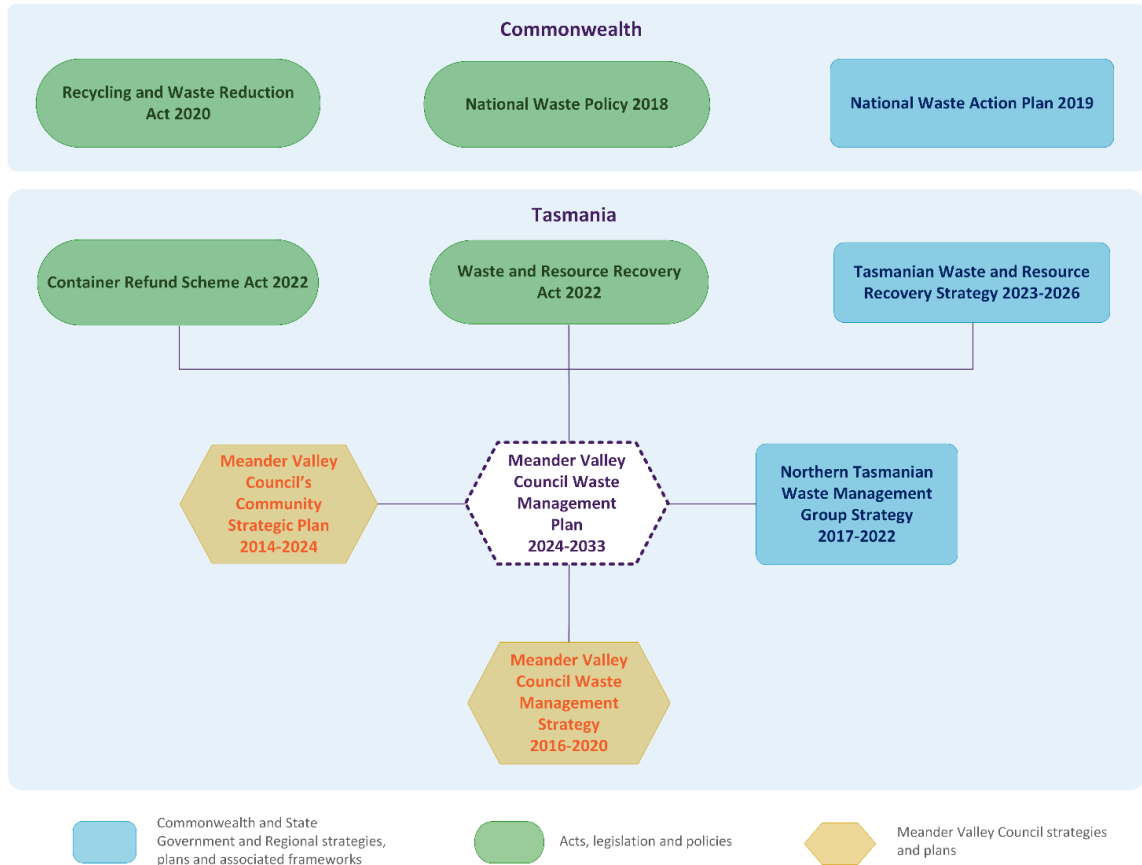 Commonwealth
Recycling and Waste Reduction
Act 2020
National Waste Policy 2018
National Waste Action Plan 2019
Tasmania
Container Refund Scheme Act 2022
Waste and Resource Recovery
Act 2022
Tasmanian Waste and Resource
Recovery Strategy 2023-2026
Meander Valley
Council's
Community
Strategic Plan
2014-2024
Meander Valley
Council Waste
Management
Plan
2024-2033
Northern Tasmanian
Waste Management
Group Strategy
2017-2022
Meander Valley
Council Waste
Management
Strategy
2016-2020
Commonwealth and State
Government and Regional strategies,
plans and associated frameworks
Acts, legislation and policies
Meander Valley Council strategies
and plans